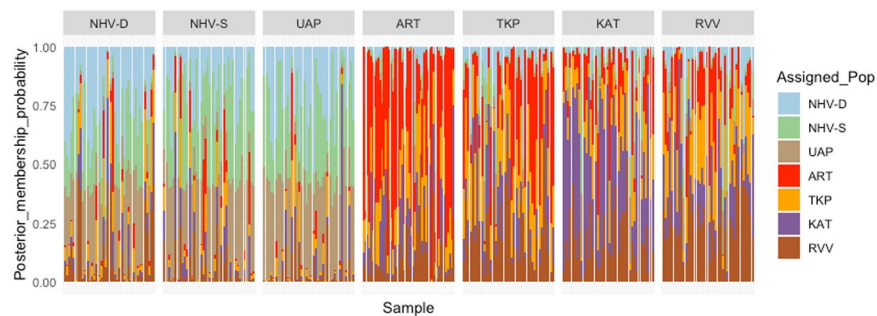 NHV-D NHV-S UAP ART TKP KAT RVV
Posterior_membership_probability
1.00
0.75
0.50
0.25
0.00
Sample
Assigned_Pop
NHV-D
NHV-S
UAP
ART
TKP
KAT
RVV